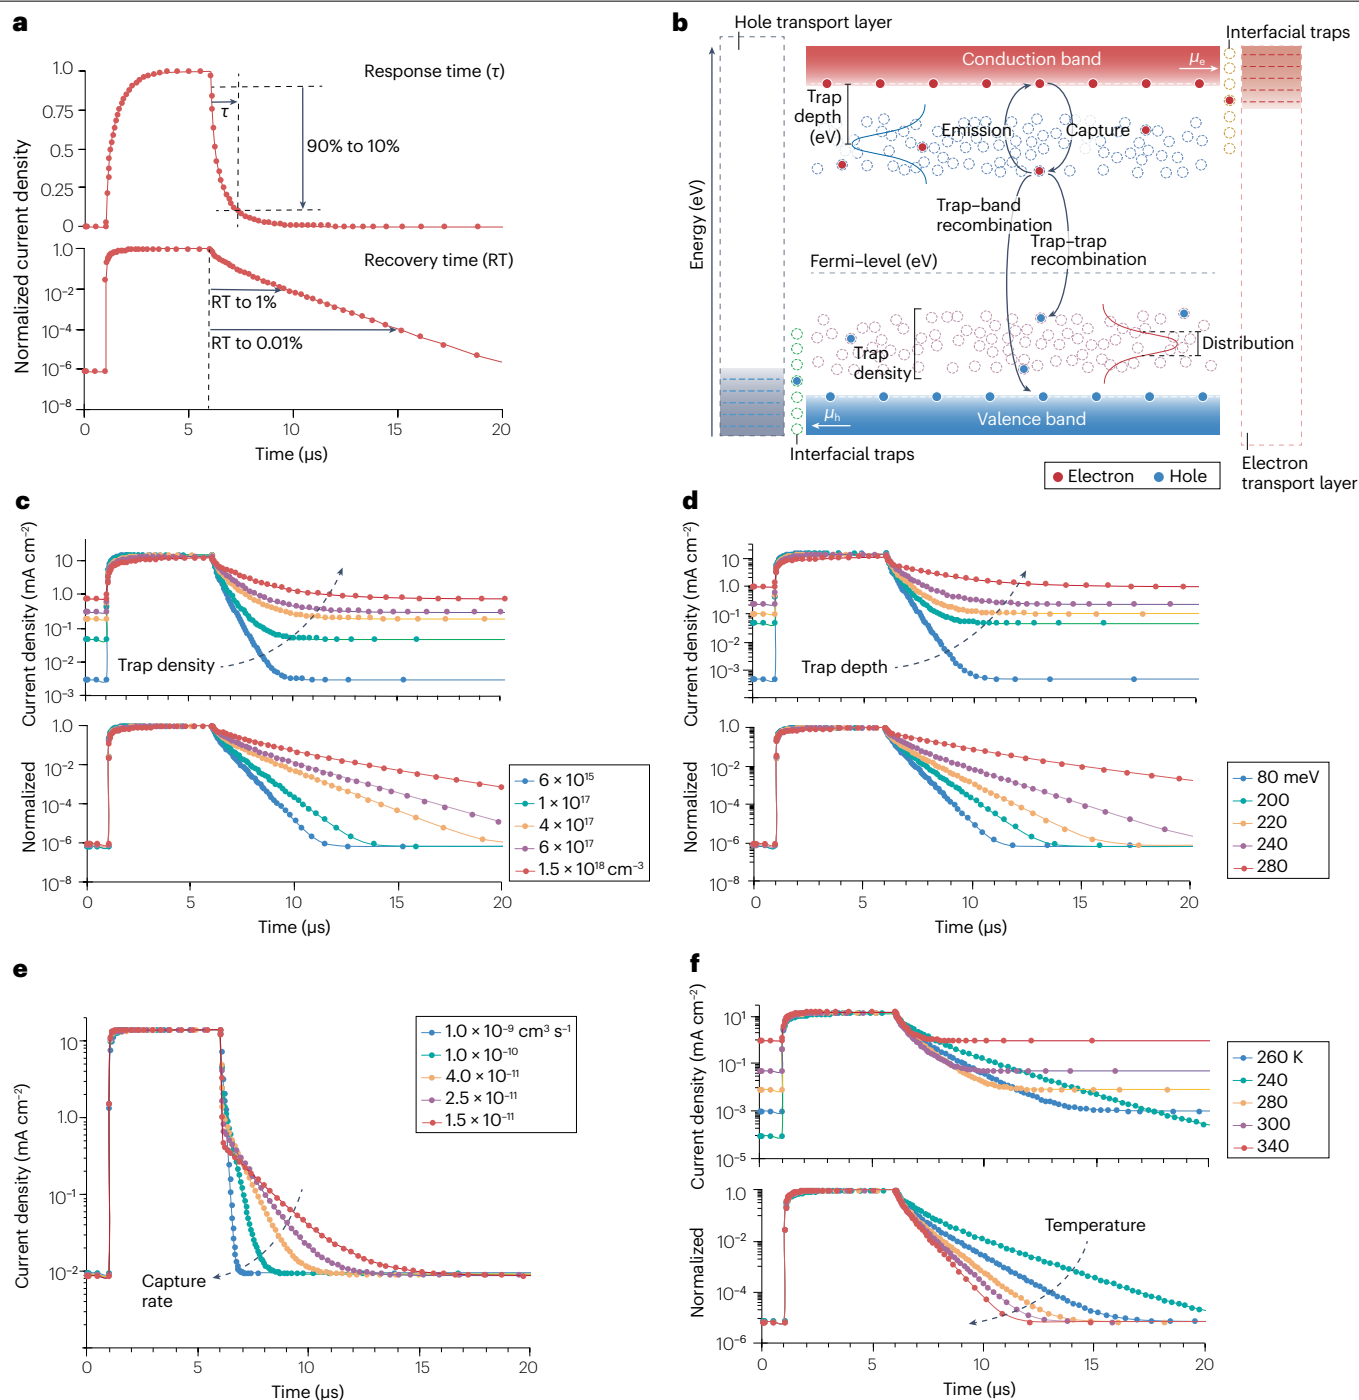 a
Normalized current density
1.0
0.75
0.5
0.25
0
Response time (τ)
τ
90% to 10%
1.0
10⁻²
10⁻⁴
10⁻⁶
10⁻⁸
Recovery time (RT)
RT to 1%
RT to 0.01%
0 5 10 15 20
Time (µs)
b
Hole transport layer
Interfacial traps
Conduction band
µₑ
Energy (eV)
Trap
depth
(eV)
Emission
Capture
Trap–band
recombination
Trap–trap
recombination
Fermi-level (eV)
Trap
density
Distribution
µₕ
Valence band
Interfacial traps
Electron
transport layer
Electron Hole
c
Current density (mA cm⁻²)
10
1.0
10⁻¹
10⁻²
10⁻³
Trap density
Normalized
1.0
10⁻²
10⁻⁴
10⁻⁶
10⁻⁸
0 5 10 15 20
Time (µs)
6 × 10¹⁵
1 × 10¹⁷
4 × 10¹⁷
6 × 10¹⁷
1.5 × 10¹⁸ cm⁻³
d
Current density (mA cm⁻²)
10
1.0
10⁻¹
10⁻²
10⁻³
Trap depth
Normalized
1.0
10⁻²
10⁻⁴
10⁻⁶
10⁻⁸
0 5 10 15 20
Time (µs)
80 meV
200
220
240
280
e
Current density (mA cm⁻²)
10
1.0
10⁻¹
10⁻²
Capture
rate
1.0 × 10⁻⁹ cm³ s⁻¹
1.0 × 10⁻¹⁰
4.0 × 10⁻¹¹
2.5 × 10⁻¹¹
1.5 × 10⁻¹¹
0 5 10 15 20
Time (µs)
f
Current density (mA cm⁻²)
10¹
10⁻¹
10⁻³
10⁻⁵
260 K
240
280
300
340
Normalized
1.0
10⁻²
10⁻⁴
10⁻⁶
Temperature
0 5 10 15 20
Time (µs)